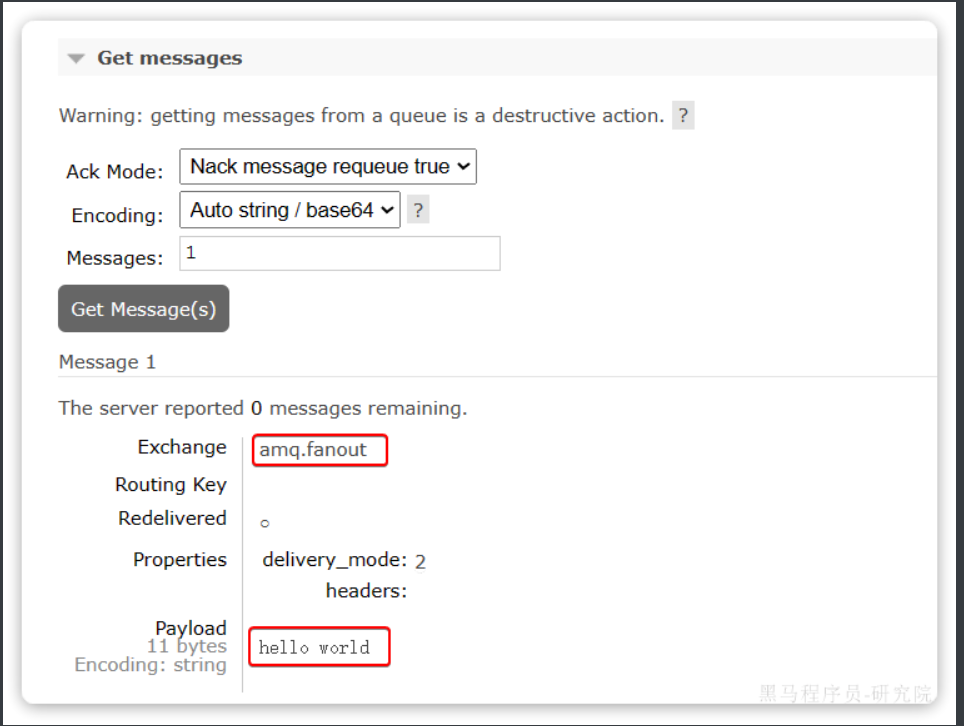 Get messages
Warning: getting messages from a queue is a destructive action. ?
Ack Mode: Nack message requeue true
Encoding: Auto string / base64 ?
Messages: 1
Get Message(s)
Message 1
The server reported 0 messages remaining.
Exchange amq.fanout
Routing Key
Redelivered ○
Properties delivery_mode: 2
headers:
Payload
11 bytes hello world
Encoding: string
黑马程序员-研究院